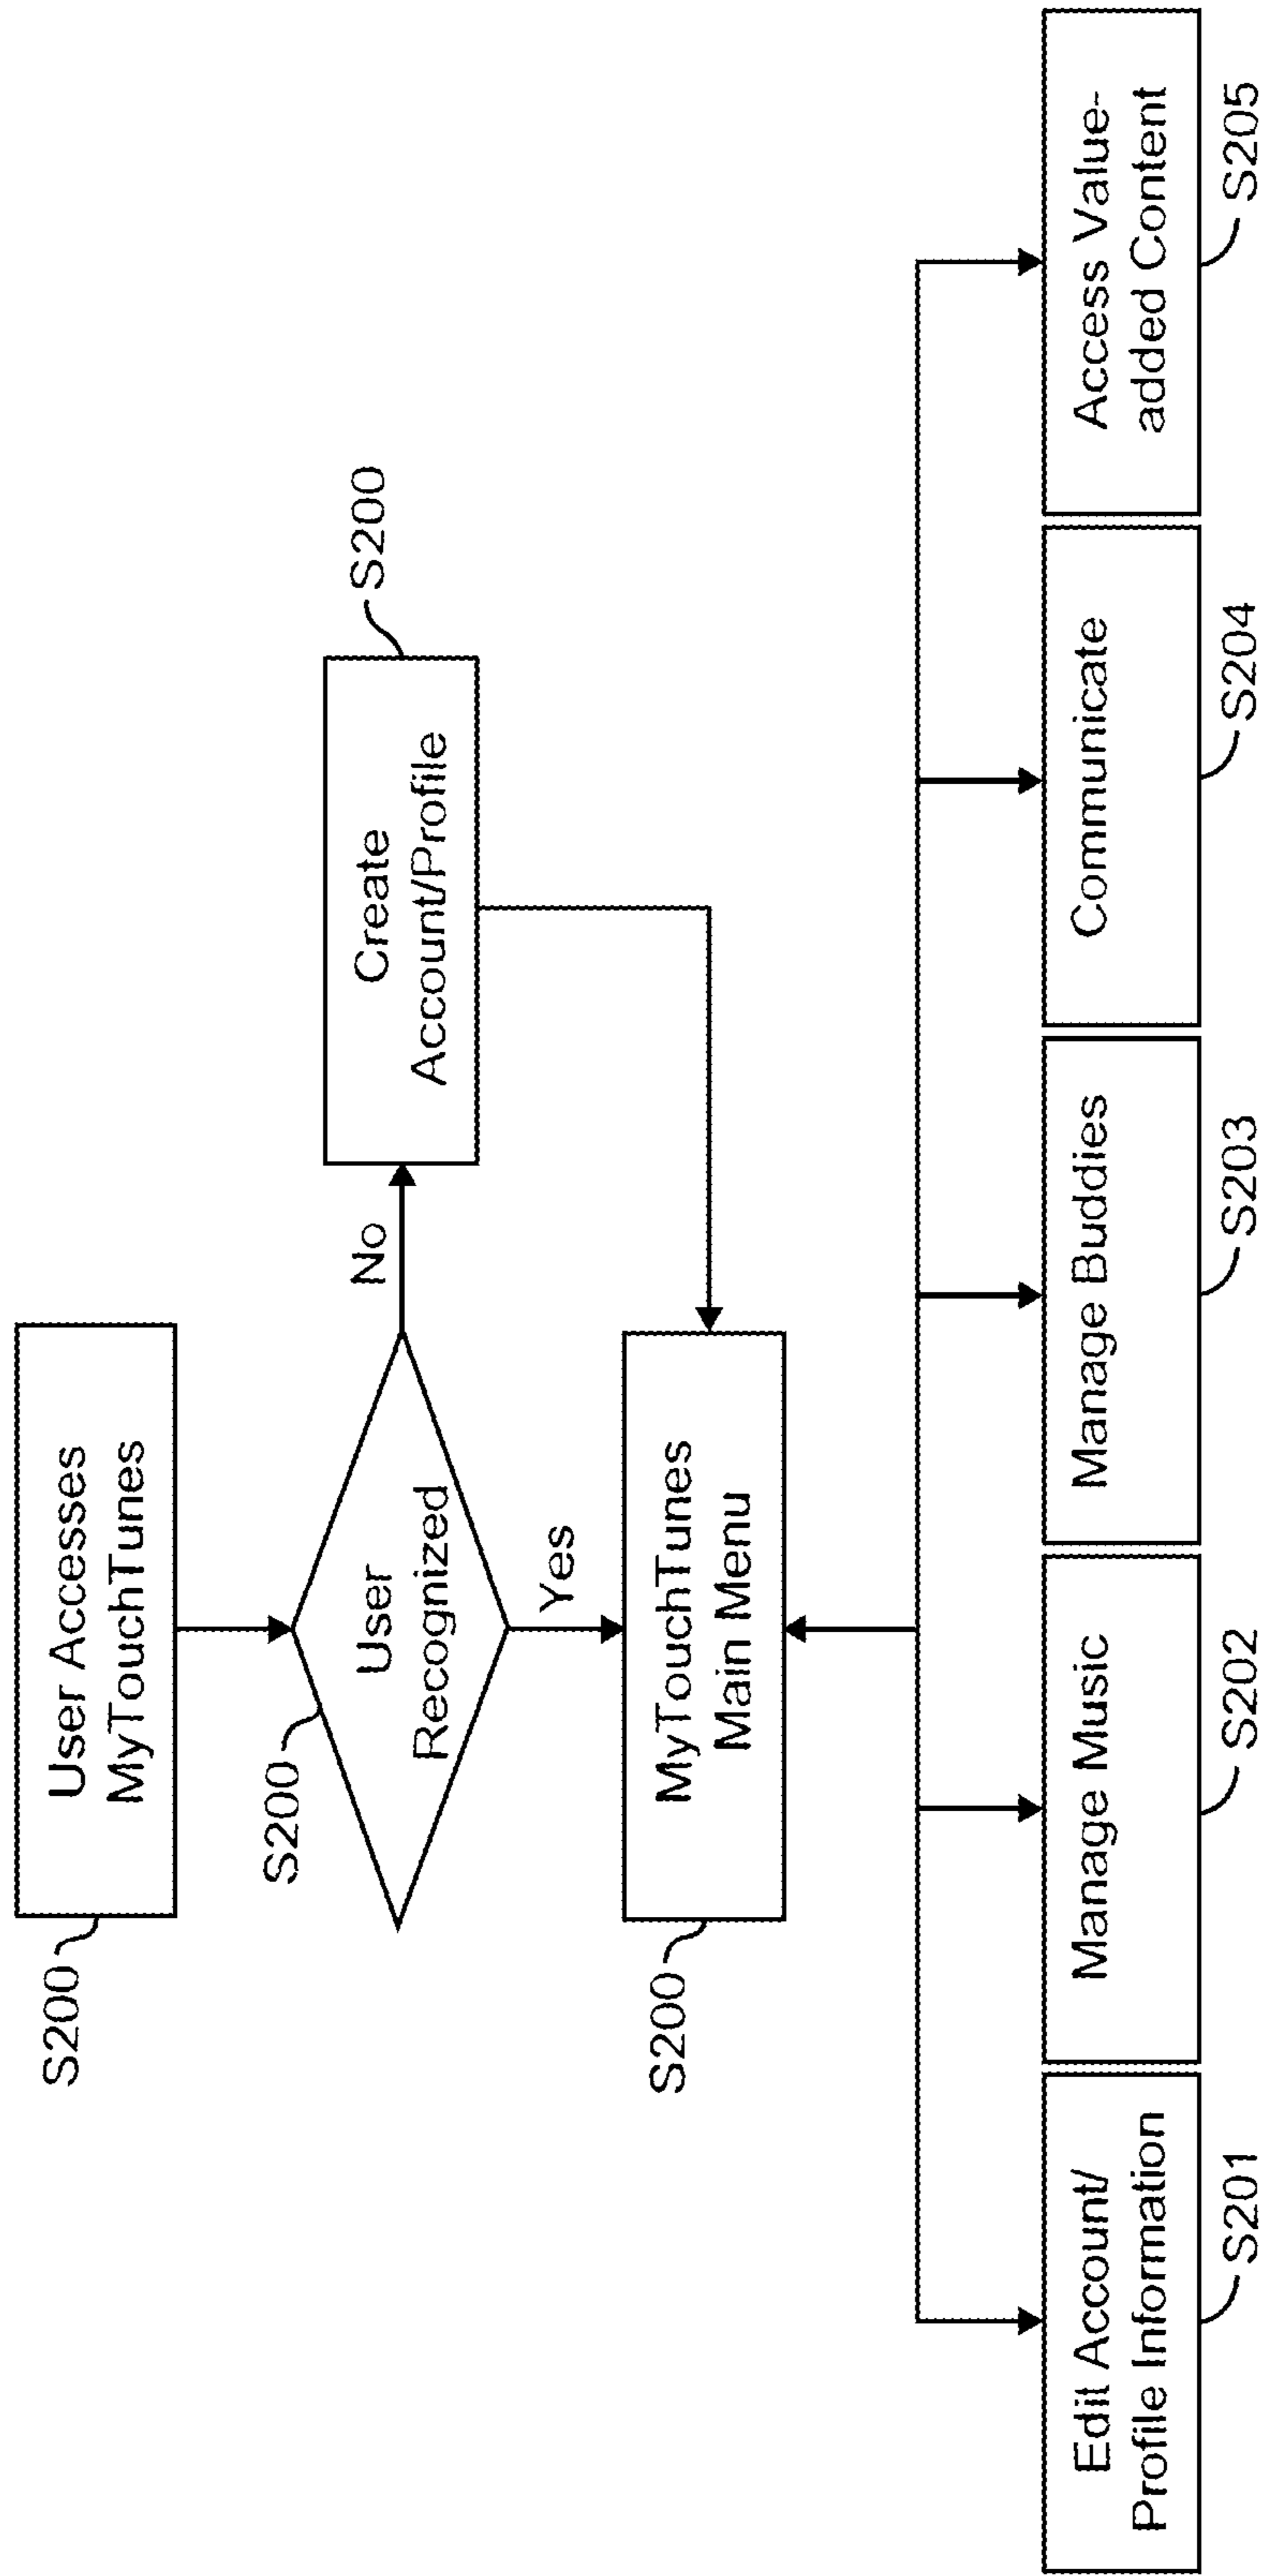 S200
User Accesses
MyTouchTunes
S200
User
Recognized
No
Yes
Create
Account/Profile
S200
S200
MyTouchTunes
Main Menu
Edit Account/
Profile Information
S201
Manage Music
S202
Manage Buddies
S203
Communicate
S204
Access Value-
added Content
S205